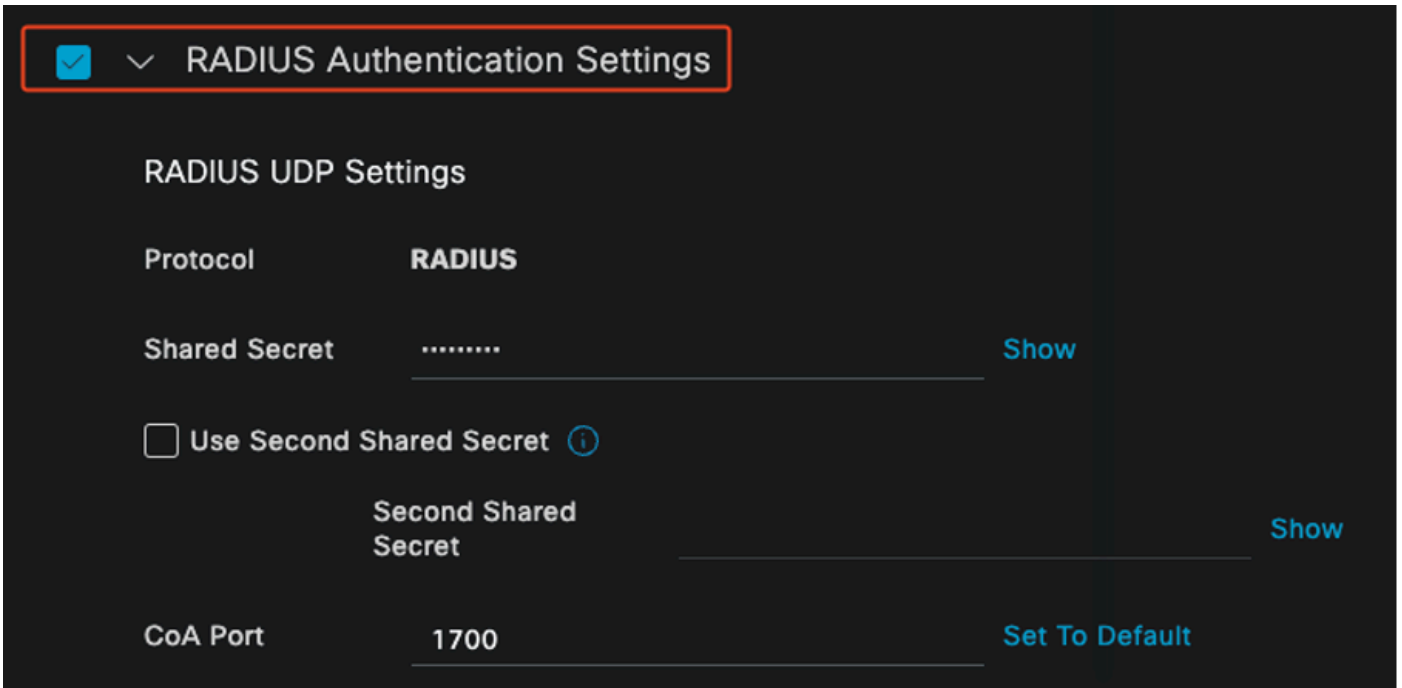 RADIUS Authentication Settings
RADIUS UDP Settings
Protocol RADIUS
Shared Secret ········· Show
Use Second Shared Secret
Second Shared
Secret
Show
CoA Port 1700 Set To Default